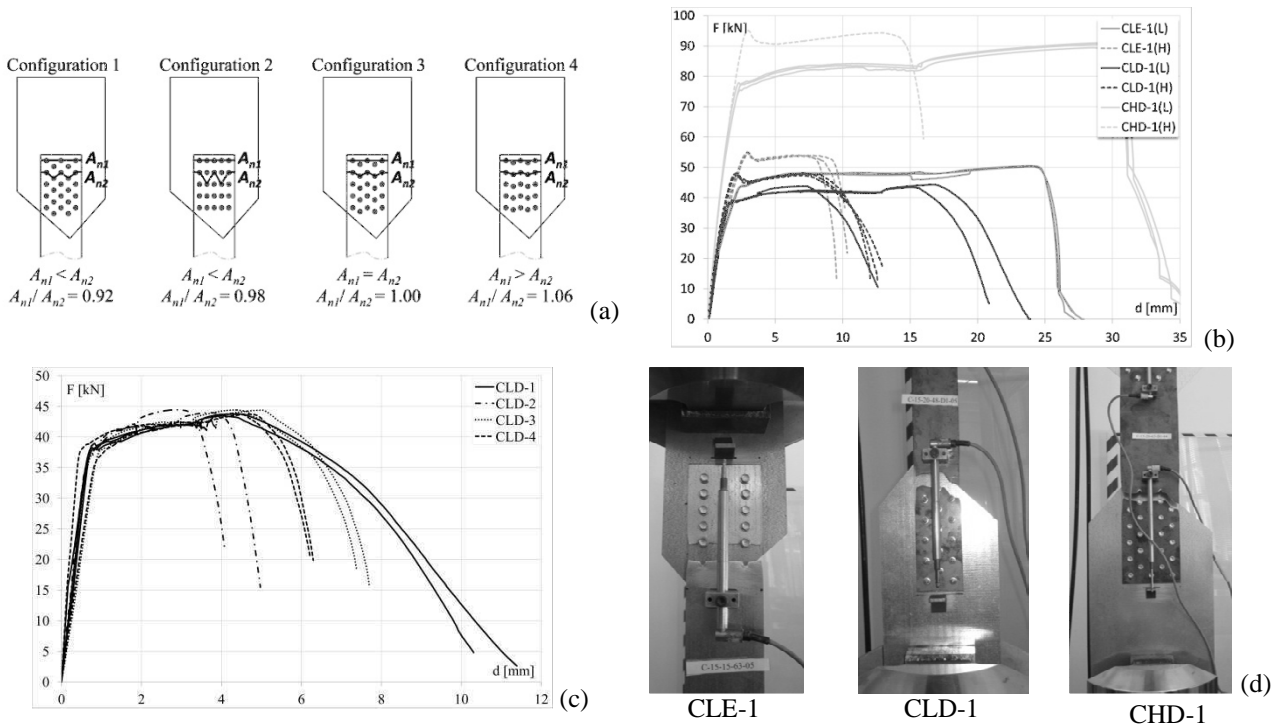 Configuration 1 Configuration 2 Configuration 3 Configuration 4
An1 An1 An1 An1
An2 An2 An2 An2
An1 < An2 An1 < An2 An1 = An2 An1 > An2
An1/ An2 = 0.92 An1/ An2 = 0.98 An1/ An2 = 1.00 An1/ An2 = 1.06
(a)
100
F [kN]
90
80
70
60
50
40
30
20
10
0
0 5 10 15 20 25 30 35
d [mm]
CLE-1(L)
CLE-1(H)
CLD-1(L)
CLD-1(H)
CHD-1(L)
CHD-1(H)
(b)
50
F [kN]
45
40
35
30
25
20
15
10
5
0
0 2 4 6 8 10 12
d [mm]
CLD-1
CLD-2
CLD-3
CLD-4
(c)
C-15-15-63-05
CLE-1
CLD-1
CHD-1
(d)